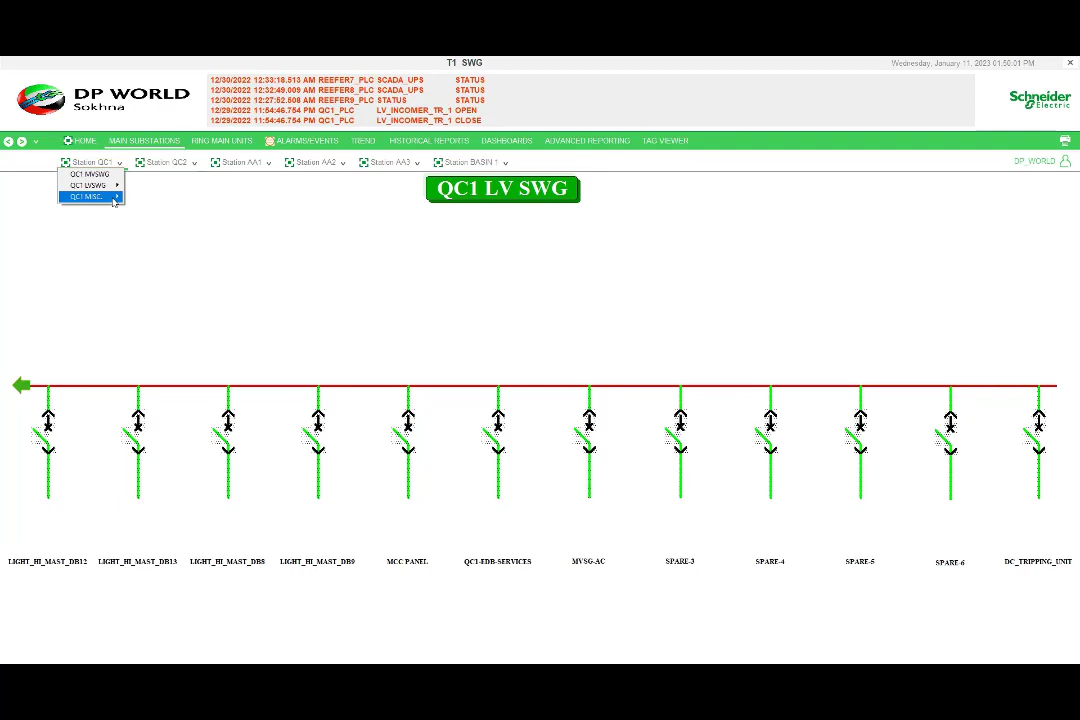 T1 SWG
Wednesday, January 11, 2023 01:50:01 PM
DP WORLD
Sokhna
12/30/2022 12:33:18.513 AM REEFER7_PLC SCADA_UPS STATUS
12/30/2022 12:32:49.009 AM REEFER8_PLC SCADA_UPS STATUS
12/30/2022 12:27:52.508 AM REEFER9_PLC STATUS STATUS
12/29/2022 11:54:46.754 PM QC1_PLC LV_INCOMER_TR_1 OPEN
12/29/2022 11:54:46.754 PM QC1_PLC LV_INCOMER_TR_1 CLOSE
Schneider
Electric
HOME MAIN SUBSTATIONS RING MAIN UNITS ALARMS/EVENTS TREND HISTORICAL REPORTS DASHBOARDS ADVANCED REPORTING TAG VIEWER
Station QC1 Station QC2 Station AA1 Station AA2 Station AA3 Station BASIN 1 DP_WORLD
QC1 MVSWG
QC1 LVSWG
QC1 MISC.
QC1 LV SWG
LIGHT_HI_MAST_DB12 LIGHT_HI_MAST_DB13 LIGHT_HI_MAST_DB8 LIGHT_HI_MAST_DB9 MCC PANEL QC1-EDB-SERVICES MVSG-AC SPARE-3 SPARE-4 SPARE-5 SPARE-6 DC_TRIPPING_UNIT